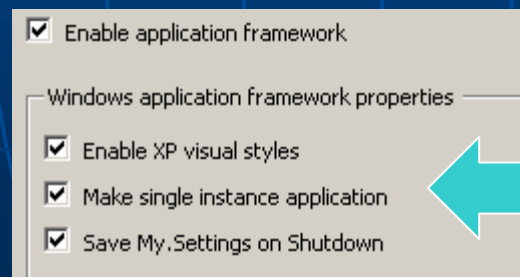 Enable application framework
Windows application framework properties
Enable XP visual styles
Make single instance application
Save My.Settings on Shutdown